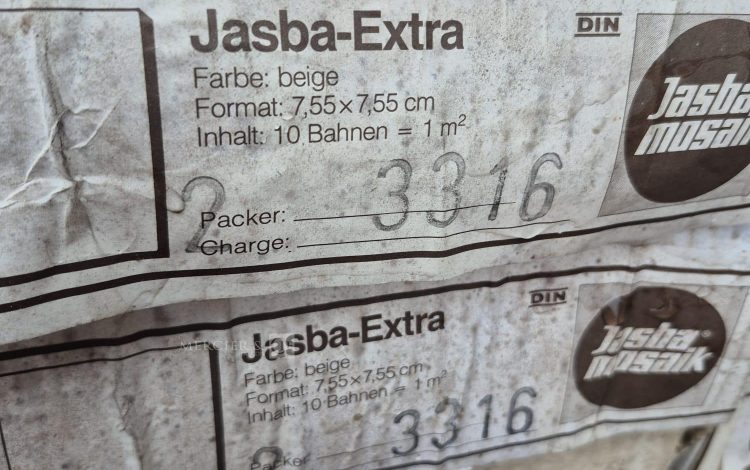 Jasba-Extra
DIN
Farbe: beige
Format: 7,55×7,55 cm
Inhalt: 10 Bahnen = 1 m²
Jasba
mosaik
2
3316
Packer:
Charge:
Jasba-Extra
DIN
Farbe: beige
Format: 7,55×7,55 cm
Inhalt: 10 Bahnen = 1 m²
Jasba®
mosaik
3316
Packer